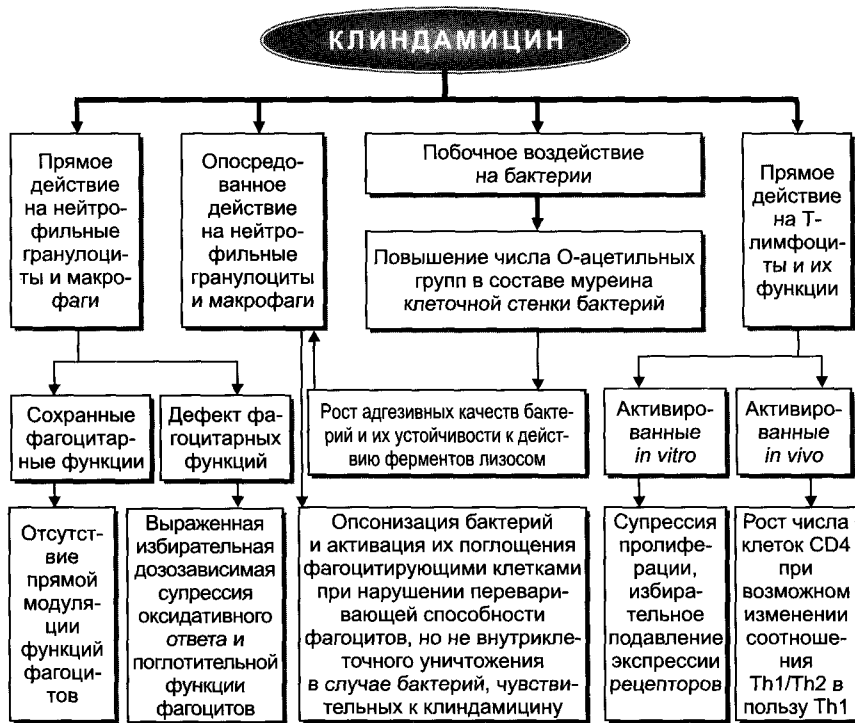 КЛИНДАМИЦИН
Прямое
действие
на нейтро-
фильные
гранулоци-
ты и макро-
фаги
Опосредо-
ванное
действие
на нейтро-
фильные
гранулоциты
и макрофаги
Побочное воздействие
на бактерии
Повышение числа О-ацетильных
групп в составе муреина
клеточной стенки бактерий
Прямое
действие
на Т-
лимфоци-
ты и их
функции
Сохранные
фагоцитар-
ные функции
Дефект фа-
гоцитарных
функций
Рост адгезивных качеств бакте-
рий и их устойчивости к дейст-
вию ферментов лизосом
Активиро-
ванные
in vitro
Активиро-
ванные
in vivo
Отсутст-
вие
прямой
модуля-
ции
функций
фагоци-
тов
Выраженная
избирательная
дозозависимая
супрессия
оксидативного
ответа и
поглотительной
функции
фагоцитов
Опсонизация бактерий
и активация их поглощения
фагоцитирующими клетками
при нарушении перевари-
вающей способности
фагоцитов, но не внутрикле-
точного уничтожения
в случае бактерий, чувстви-
тельных к клиндамицину
Супрессия
пролифе-
рации,
избира-
тельное
подавление
экспрессии
рецепторов
Рост числа
клеток CD4
при
возможном
изменении
соотноше-
ния
Th1/Th2 в
пользу Th1